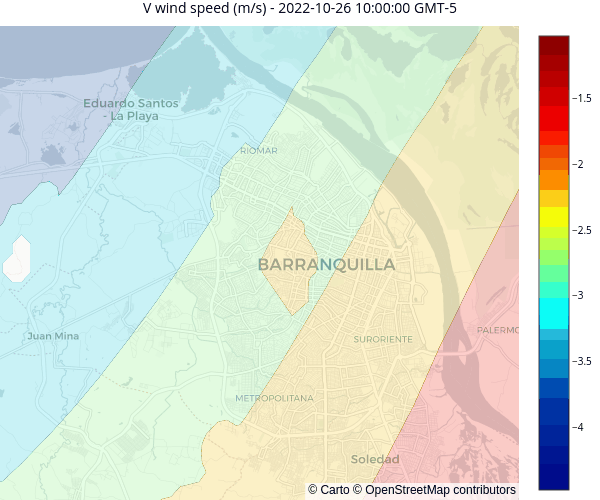 V wind speed (m/s) - 2022-10-26 10:00:00 GMT-5
Eduardo Santos
- La Playa
RIOMAR
BARRANQUILLA
Juan Mina
SURORIENTE
PALERMO
METROPOLITANA
Soledad
© Carto © OpenStreetMap contributors
−1.5
−2
−2.5
−3
−3.5
−4